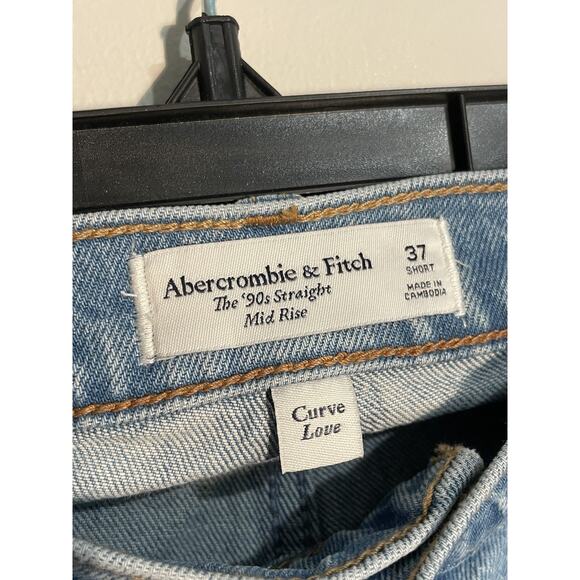 Abercrombie & Fitch
The '90s Straight
Mid Rise
37
SHORT
MADE IN
CAMBODIA
Curve
Love